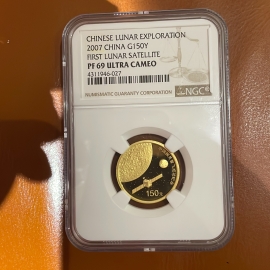 CHINESE LUNAR EXPLORATION
2007 CHINA G150Y
FIRST LUNAR SATELLITE
PF 69 ULTRA CAMEO
4311946-027
NUMISMATIC GUARANTY CORPORATION
NGC
150元